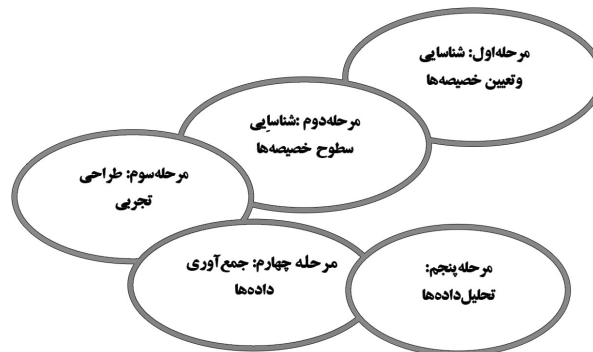 مرحله‌اول: شناسایی
وتعیین خصیصه‌ها
مرحله‌دوم :شناسایی
سطوح خصیصه‌ها
مرحله‌سوم: طراحی
تجربی
مرحله چهارم: جمع‌آوری
داده‌ها
مرحله‌پنجم:
تحلیل‌داده‌ها